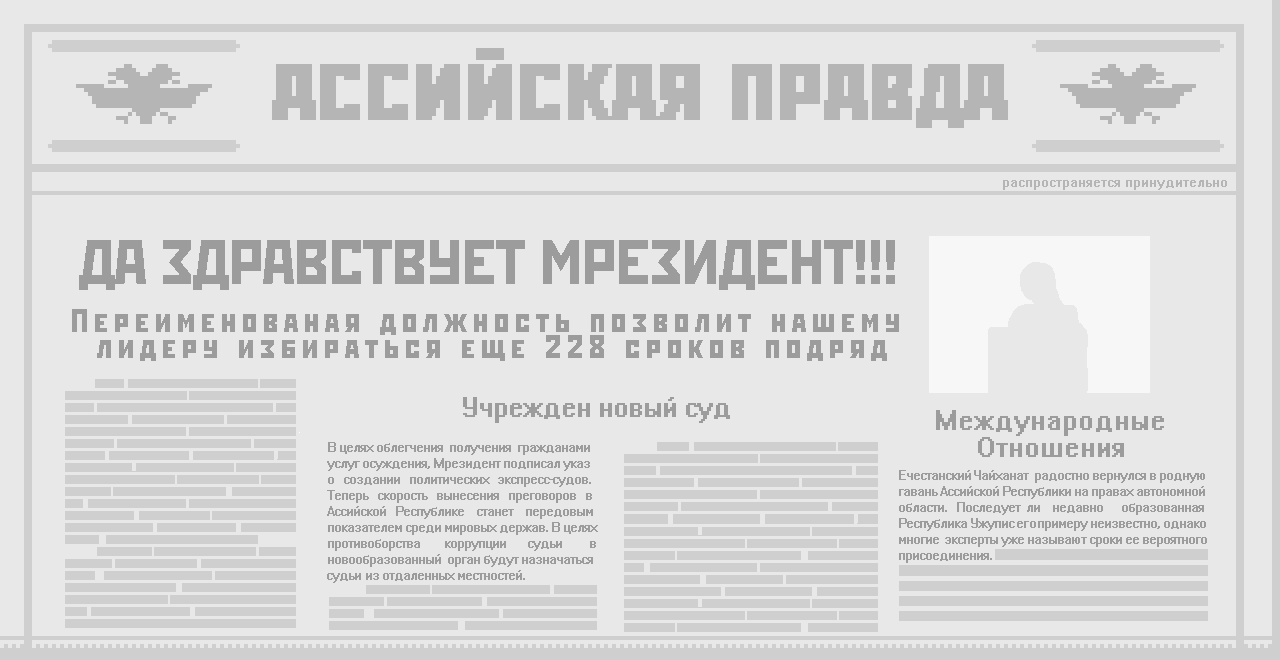 АССИЙСКАЯ ПРАВДА
распространяется принудительно
ДА ЗДРАВСТВУЕТ МРЕЗИДЕНТ!!!
Переименованая должность позволит нашему
лидеру избираться еще 228 сроков подряд
Учрежден новый суд
В целях облегчения получения гражданами
услуг осуждения, Мрезидент подписал указ
о создании политических экспресс-судов.
Теперь скорость вынесения преговоров в
Ассийской Республике станет передовым
показателем среди мировых держав. В целях
противоборства коррупции судьи в
новообразованный орган будут назначаться
судьи из отдаленных местностей.
Международные
Отношения
Ечестанский Чайханат радостно вернулся в родную
гавань Ассийской Республики на правах автономной
области. Последует ли недавно образованная
Республика Ужупис его примеру неизвестно, однако
многие эксперты уже называют сроки ее вероятного
присоединения.